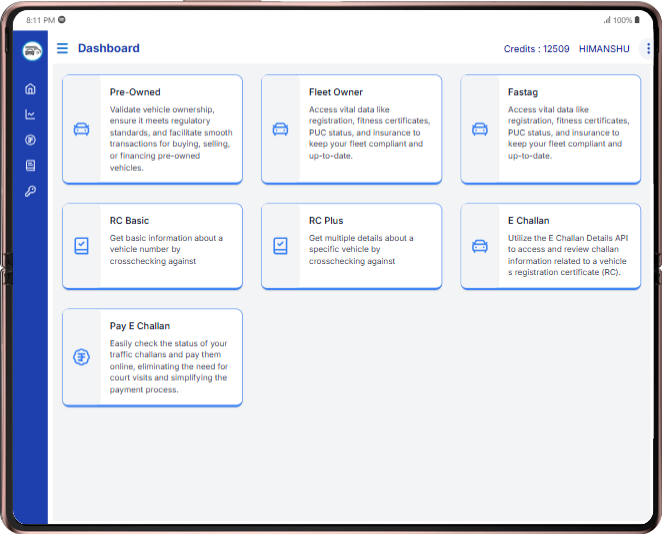 8:11 PM
100%
Dashboard
Credits : 12509 HIMANSHU
Pre-Owned
Validate vehicle ownership,
ensure it meets regulatory
standards, and facilitate smooth
transactions for buying, selling,
or financing pre-owned
vehicles.
Fleet Owner
Access vital data like
registration, fitness certificates,
PUC status, and insurance to
keep your fleet compliant and
up-to-date.
Fastag
Access vital data like
registration, fitness certificates,
PUC status, and insurance to
keep your fleet compliant and
up-to-date.
RC Basic
Get basic information about a
vehicle number by
crosschecking against
RC Plus
Get multiple details about a
specific vehicle by
crosschecking against
E Challan
Utilize the E Challan Details API
to access and review challan
information related to a vehicle
s registration certificate (RC).
Pay E Challan
Easily check the status of your
traffic challans and pay them
online, eliminating the need for
court visits and simplifying the
payment process.